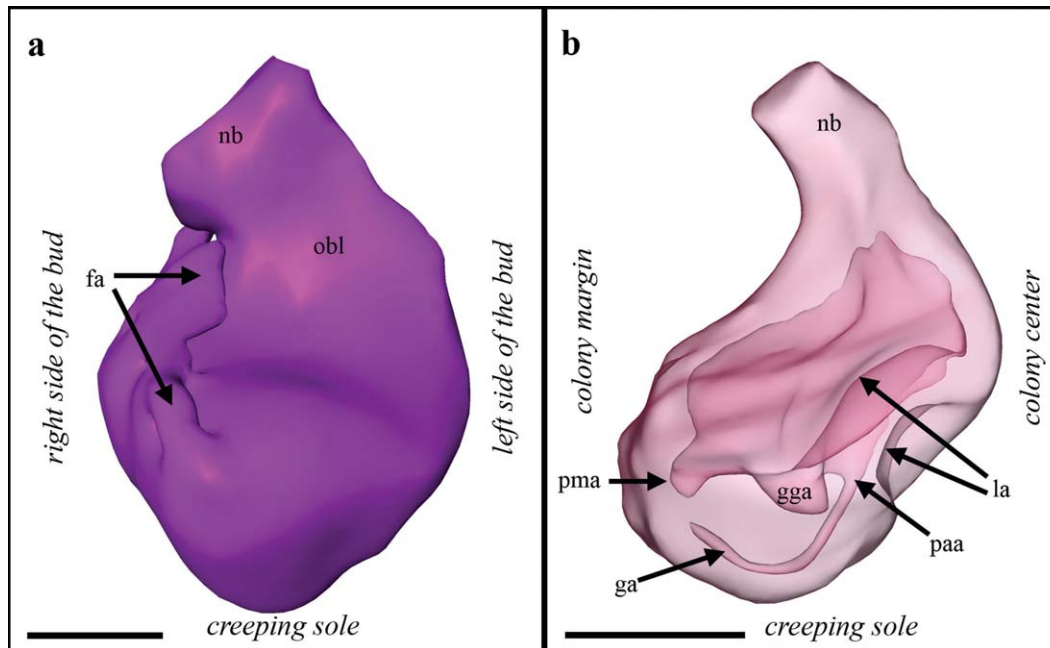 a
nb
obl
fa
right side of the bud
left side of the bud
creeping sole
b
nb
colony margin
colony center
pma
gga
la
paa
ga
creeping sole